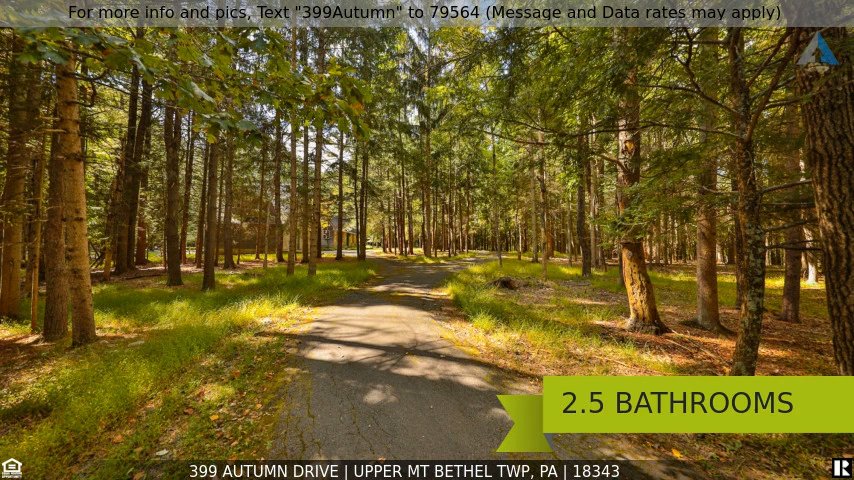 For more info and pics, Text "399Autumn" to 79564 (Message and Data rates may apply)
2.5 BATHROOMS
399 AUTUMN DRIVE | UPPER MT BETHEL TWP, PA | 18343